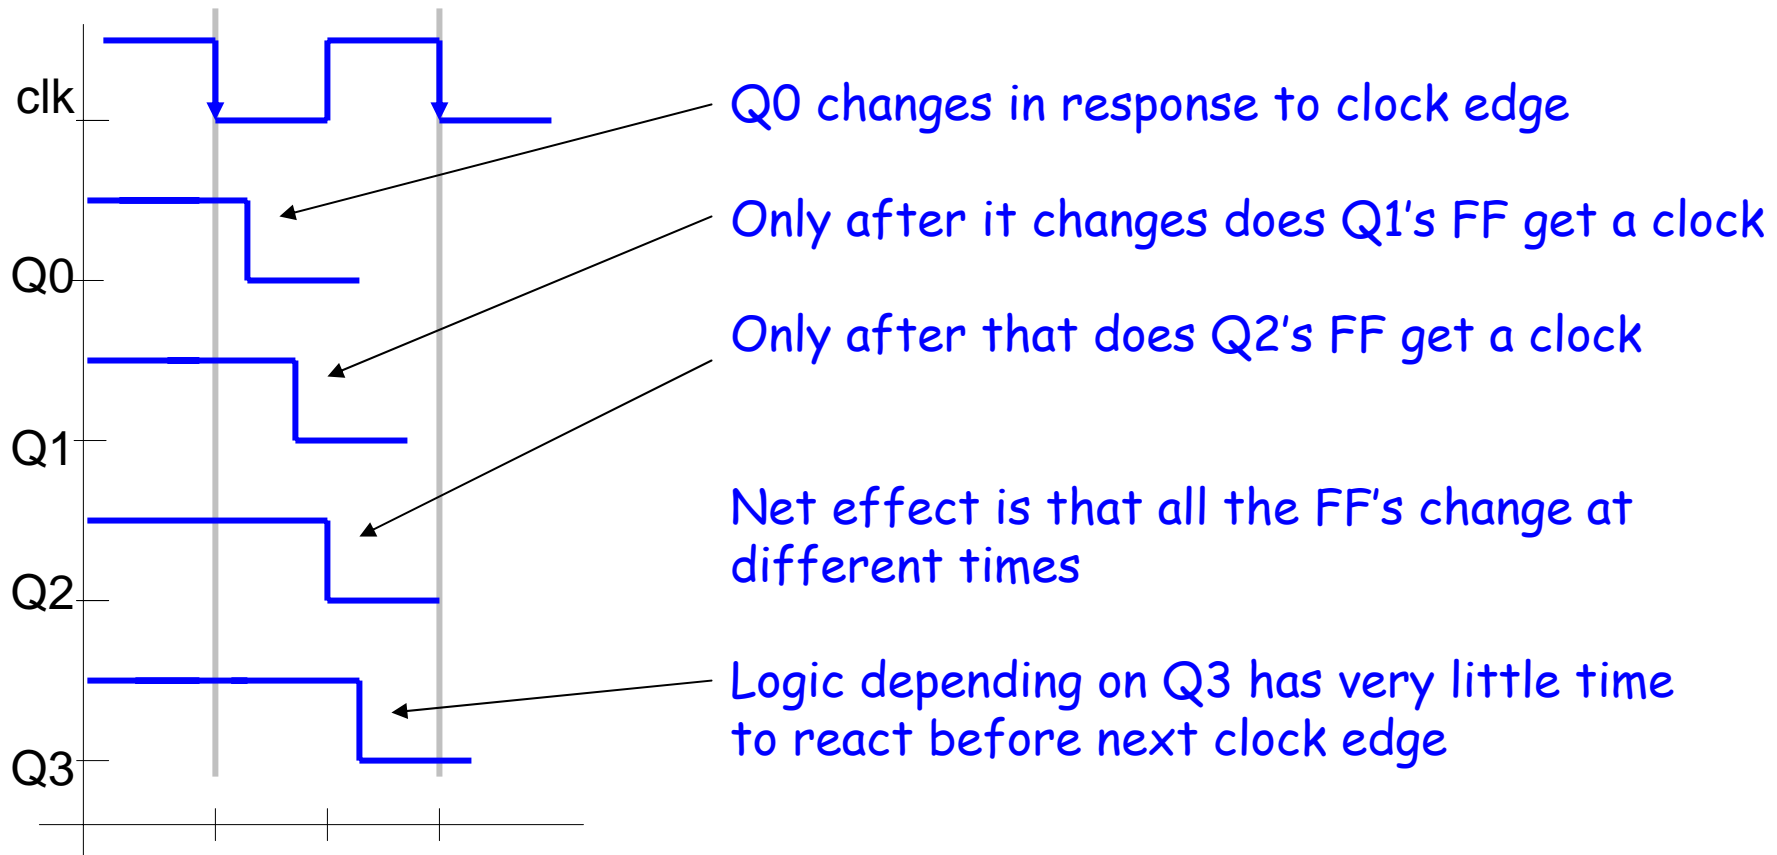 clk
Q0 changes in response to clock edge
Only after it changes does Q1's FF get a clock
Q0
Only after that does Q2's FF get a clock
Q1
Net effect is that all the FF's change at
different times
Q2
Logic depending on Q3 has very little time
to react before next clock edge
Q3